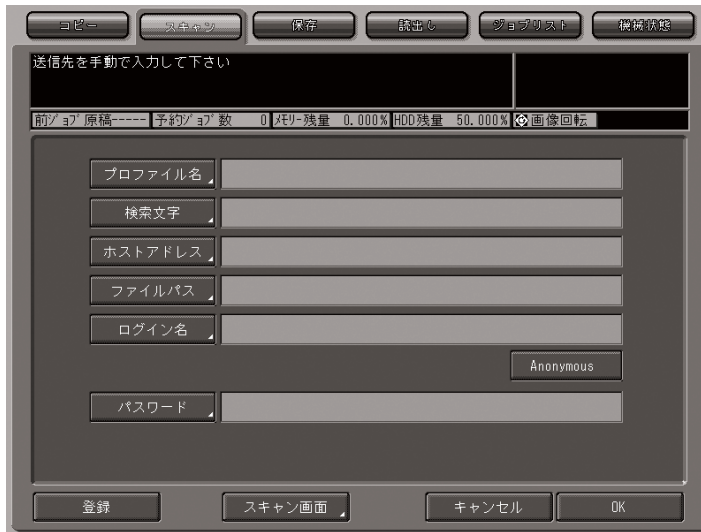 コピー スキャン 保存 読出し ジョブリスト 機械状態
送信先を手動で入力して下さい
前ジョブ原稿----- 予約ジョブ数 0 メモリー残量 0.000% HDD残量 50.000% 画像回転
プロファイル名
検索文字
ホストアドレス
ファイルパス
ログイン名
Anonymous
パスワード
登録 スキャン画面 キャンセル OK